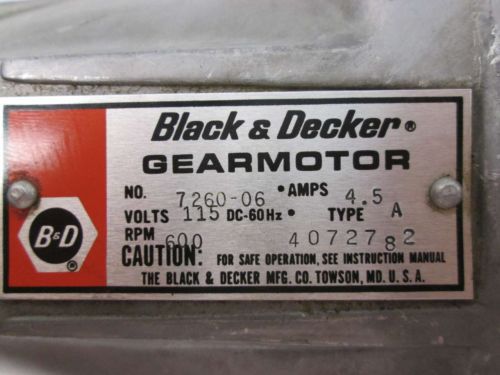 Black & Decker®
GEARMOTOR
NO. 7260-06 • AMPS 4.5
VOLTS 115 DC-60Hz • TYPE A
RPM 600 4072782
CAUTION: FOR SAFE OPERATION, SEE INSTRUCTION MANUAL
THE BLACK & DECKER MFG. CO. TOWSON, MD. U.S.A.
B&D®